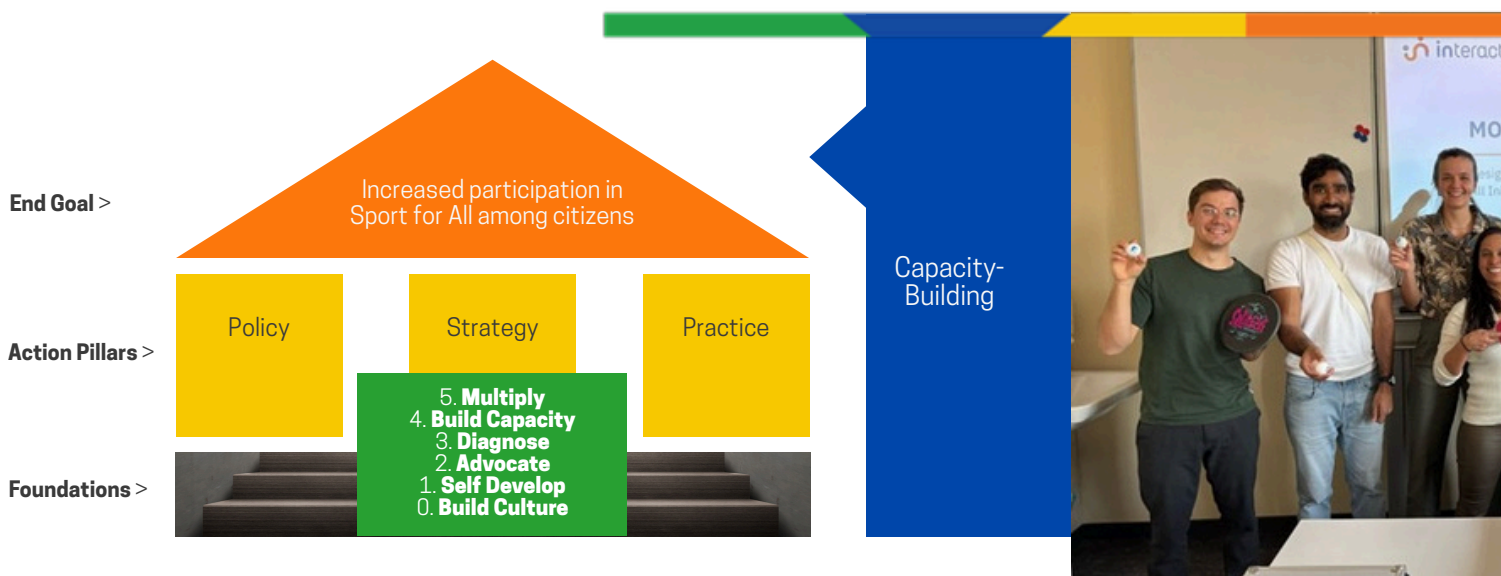 End Goal >
Increased participation in
Sport for All among citizens
Action Pillars >
Policy
Strategy
Practice
Foundations >
5. Multiply
4. Build Capacity
3. Diagnose
2. Advocate
1. Self Develop
0. Build Culture
Capacity-
Building
interact
MO